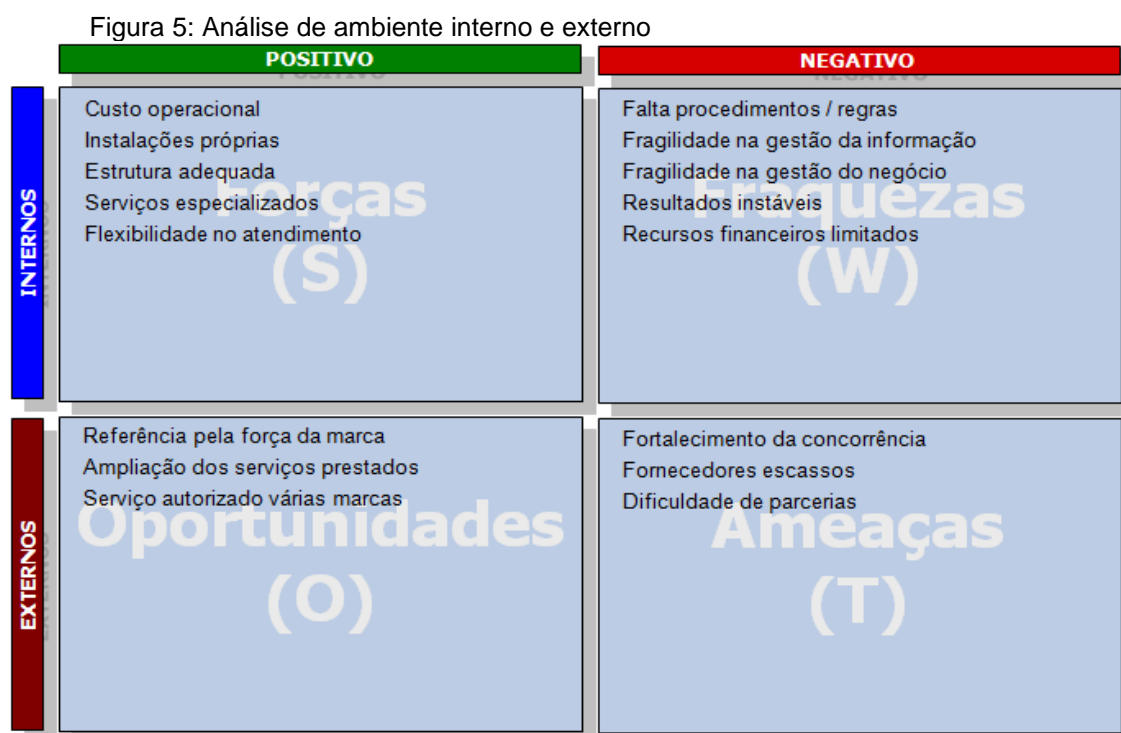 Figura 5: Análise de ambiente interno e externo
POSITIVO
NEGATIVO
INTERNOS
Custo operacional
Instalações próprias
Estrutura adequada
Serviços especializados
Flexibilidade no atendimento
Forças
(S)
Falta procedimentos / regras
Fragilidade na gestão da informação
Fragilidade na gestão do negócio
Resultados instáveis
Recursos financeiros limitados
Fraquezas
(W)
EXTERNOS
Referência pela força da marca
Ampliação dos serviços prestados
Serviço autorizado várias marcas
Oportunidades
(O)
Fortalecimento da concorrência
Fornecedores escassos
Dificuldade de parcerias
Ameaças
(T)